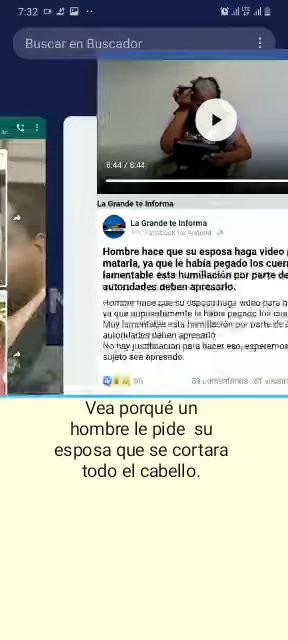 7:32
Buscar en Buscador
6:44 / 6:44
La Grande te Informa
La Grande te Informa
Facebook for Android
Hombre hace que su esposa haga video
matarla, ya que le había pegado los cuer
lamentable esta humillación por parte de
autoridades deben apresarlo.
Hombre hace que su esposa haga video para
ya que supuestamente le había pegado los cue
Muy lamentable esta humillación por parte de
autoridades deben apresarlo
No hay justificación para hacer eso, esperemos
sujeto sea apresado.
comentarios
Vea porqué un
hombre le pide su
esposa que se cortara
todo el cabello.